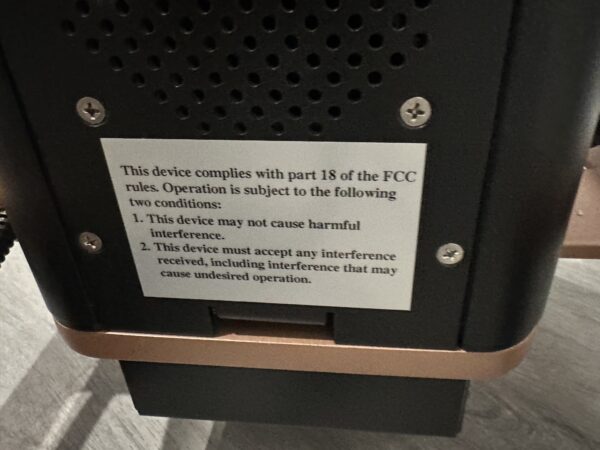 This device complies with part 18 of the FCC
rules. Operation is subject to the following
two conditions:
1. This device may not cause harmful
interference.
2. This device must accept any interference
received, including interference that may
cause undesired operation.